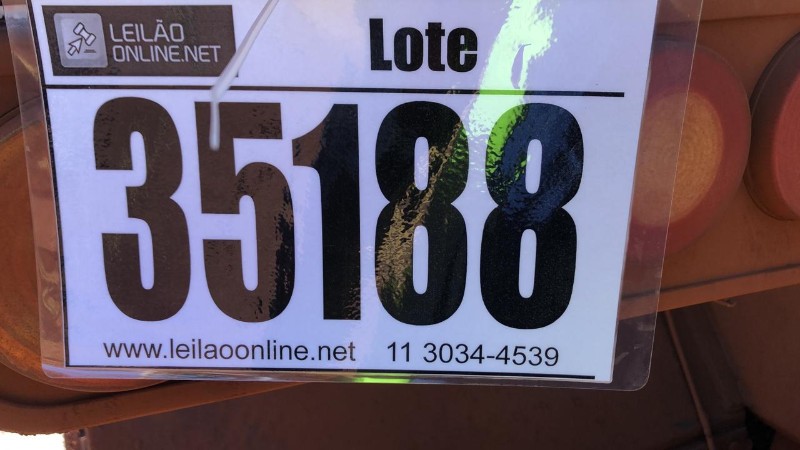 LEILÃO
ONLINE.NET
Lote
35188
www.leilaoonline.net 11 3034-4539